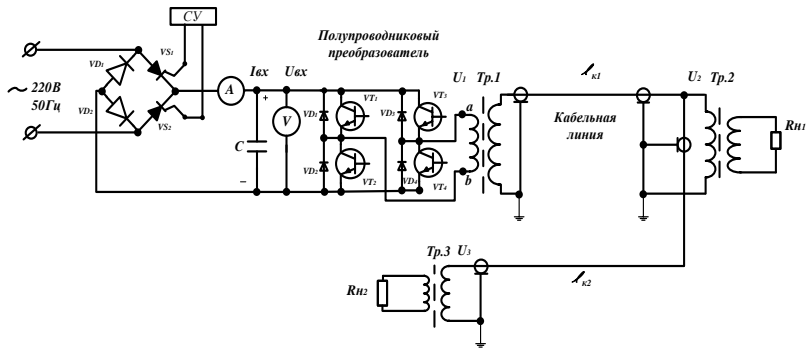 СУ
Полупроводниковый
преобразователь
VD1
VS1
Iвх
Uвх
~ 220В
50Гц
VD2
VS2
A
+
V
C
–
VD1
VT1
VD3
VT3
VD2
VT2
VD4
VT4
U1 Тр.1
a
b
к1
Кабельная
линия
U2 Тр.2
Rн1
Тр.3 U3
Rн2
к2